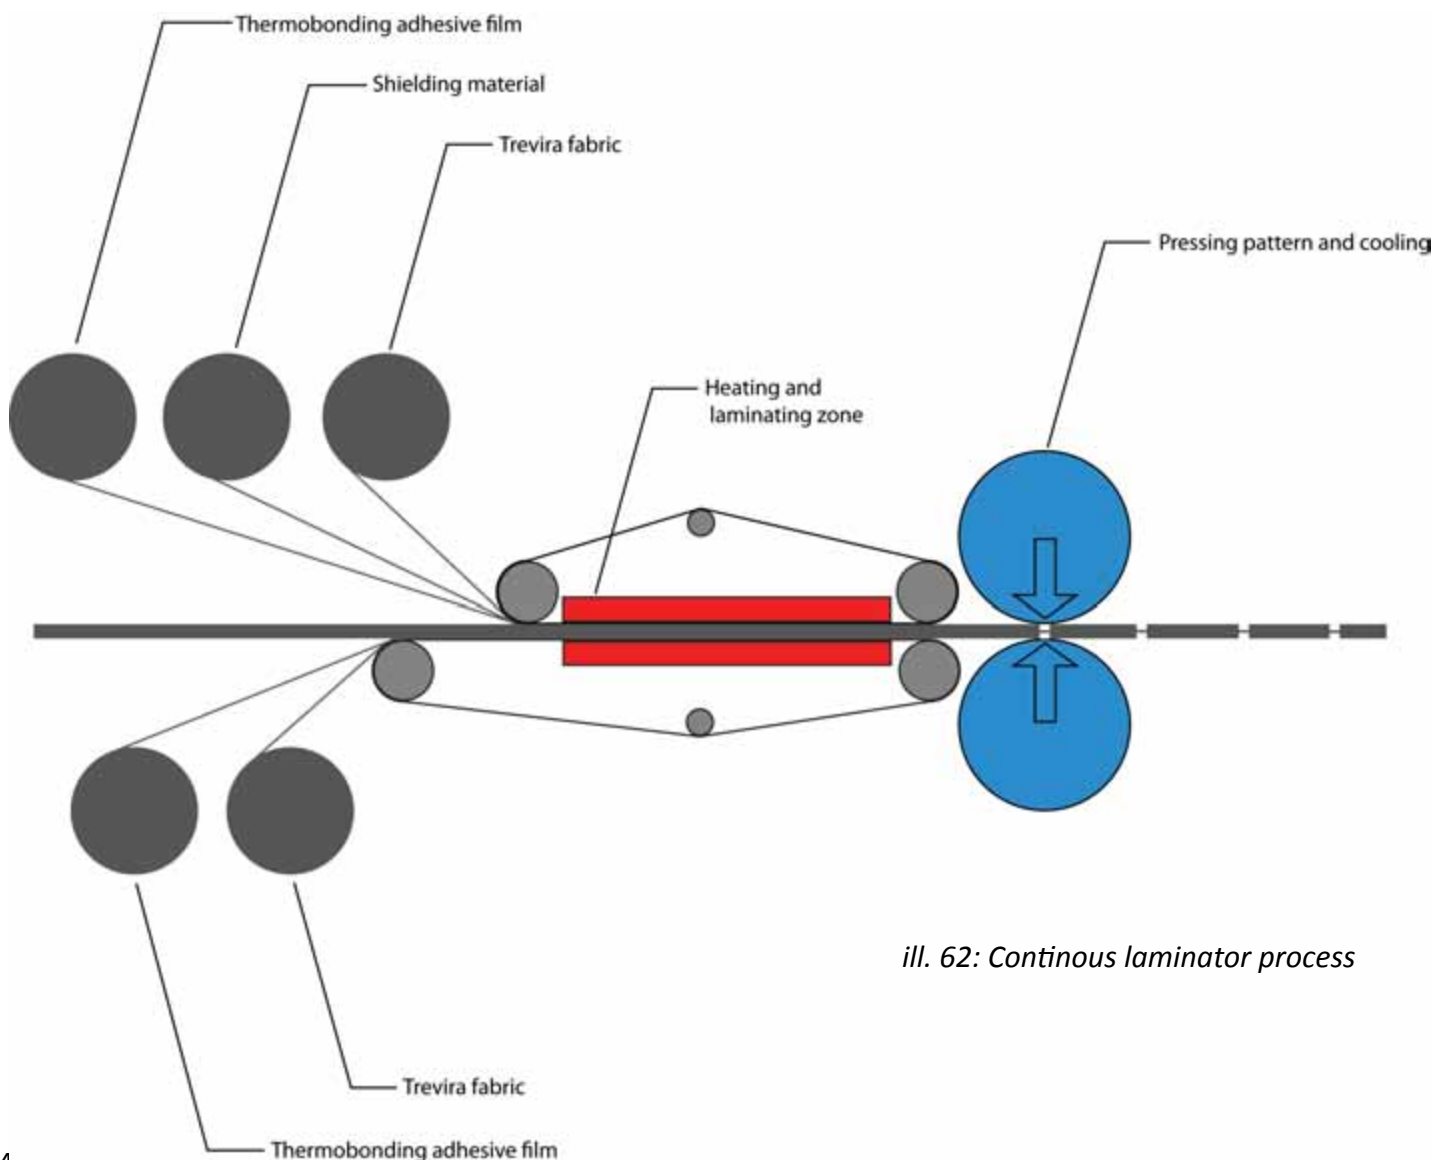 Thermobonding adhesive film
Shielding material
Trevira fabric
Pressing pattern and cooling
Heating and
laminating zone
ill. 62: Continous laminator process
Trevira fabric
Thermobonding adhesive film